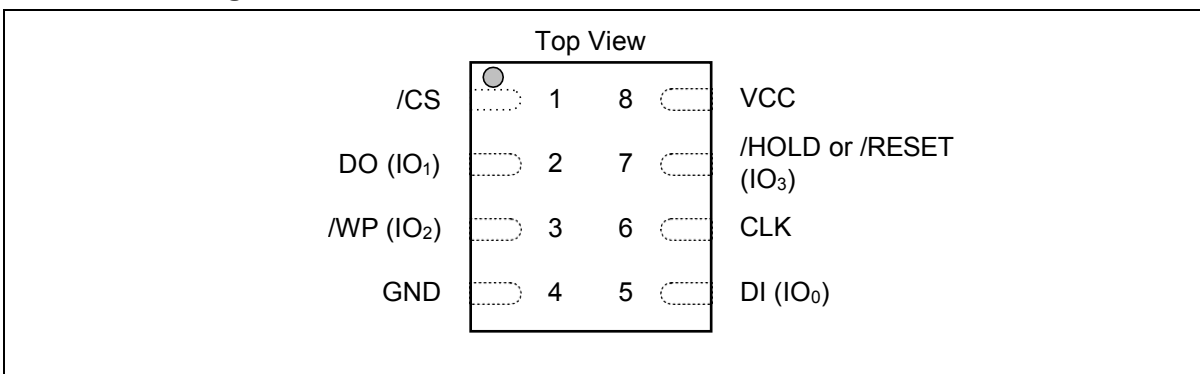 Top View
/CS 1 8 VCC
DO (IO₁) 2 7 /HOLD or /RESET
(IO₃)
/WP (IO₂) 3 6 CLK
GND 4 5 DI (IO₀)